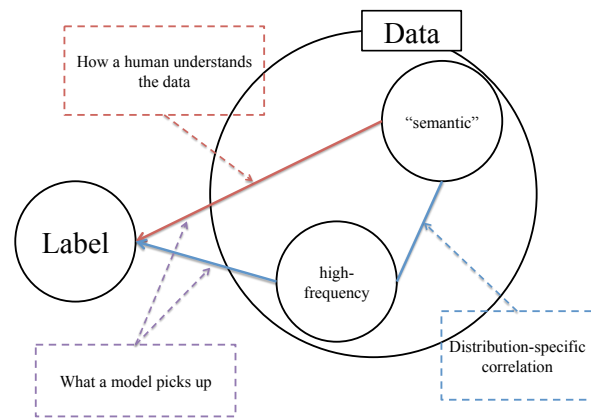 Data
How a human understands
the data
“semantic”
Label
high-
frequency
What a model picks up
Distribution-specific
correlation